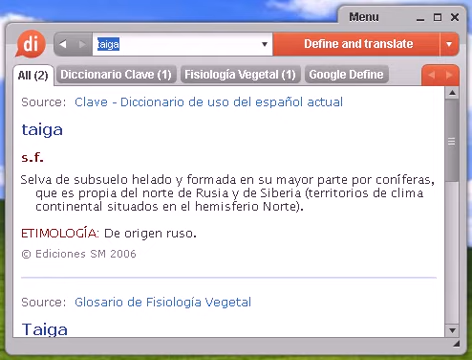 Menu
di
taiga
Define and translate
All (2)
Diccionario Clave (1)
Fisiología Vegetal (1)
Google Define
Source: Clave - Diccionario de uso del español actual
taiga
s.f.
Selva de subsuelo helado y formada en su mayor parte por coníferas,
que es propia del norte de Rusia y de Siberia (territorios de clima
continental situados en el hemisferio Norte).
ETIMOLOGÍA: De origen ruso.
© Ediciones SM 2006
Source: Glosario de Fisiología Vegetal
Taiga